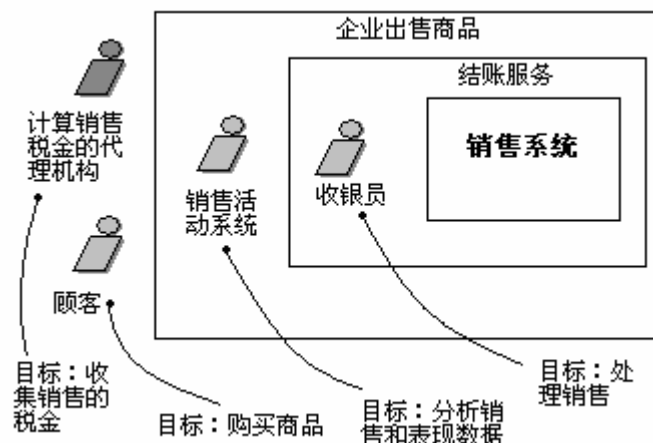 企业出售商品
结账服务
销售系统
计算销售
税金的代
理机构
销售活
动系统
收银员
顾客
目标：收
集销售的
税金
目标：购买商品
目标：分析销
售和表现数据
目标：处
理销售